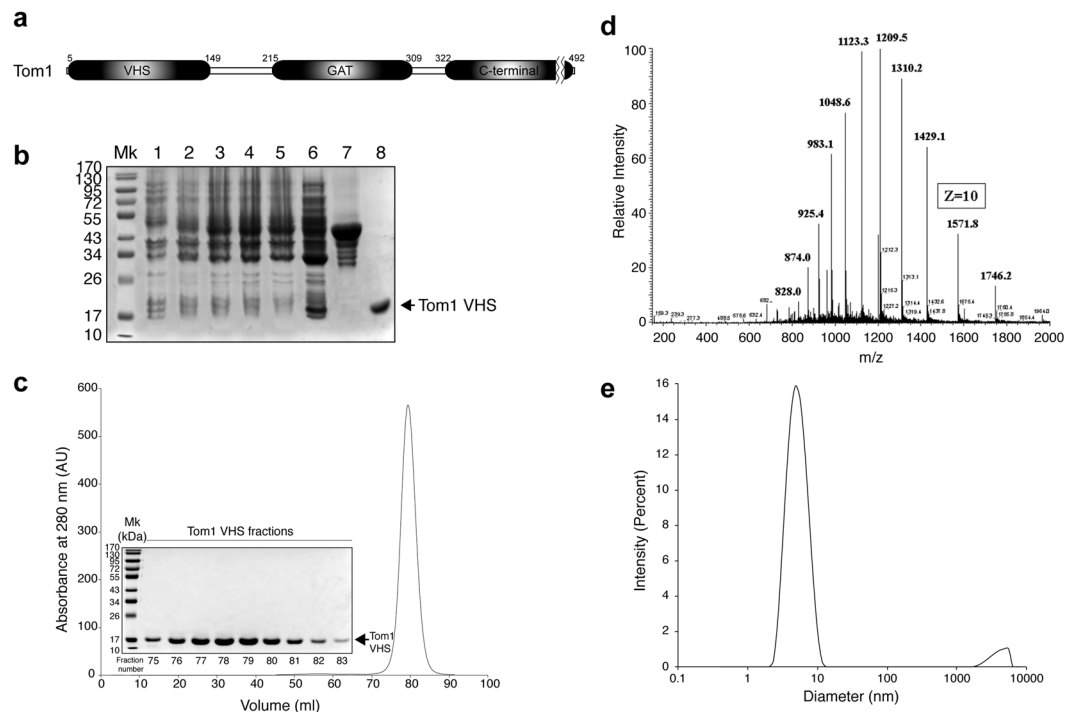 a
5 149 215 309 322 492
Tom1 VHS GAT C-terminal
b
Mk 1 2 3 4 5 6 7 8
170
130
95
72
55
43
34
26
17
10
Tom1 VHS
c
600
500
400
300
200
100
0
Absorbance at 280 nm (AU)
0 10 20 30 40 50 60 70 80 90 100
Volume (ml)
Mk
(kDa)
Tom1 VHS fractions
170
130
95
72
55
43
34
26
17
10
Tom1
VHS
Fraction
number
75 76 77 78 79 80 81 82 83
d
100
80
60
40
20
0
Relative Intensity
1123.3
1209.5
1310.2
1048.6
1429.1
983.1
Z=10
925.4
1571.8
874.0
1746.2
828.0
200 400 600 800 1000 1200 1400 1600 1800 2000
m/z
e
16
14
12
10
8
6
4
2
0
Intensity (Percent)
0.1 1 10 100 1000 10000
Diameter (nm)